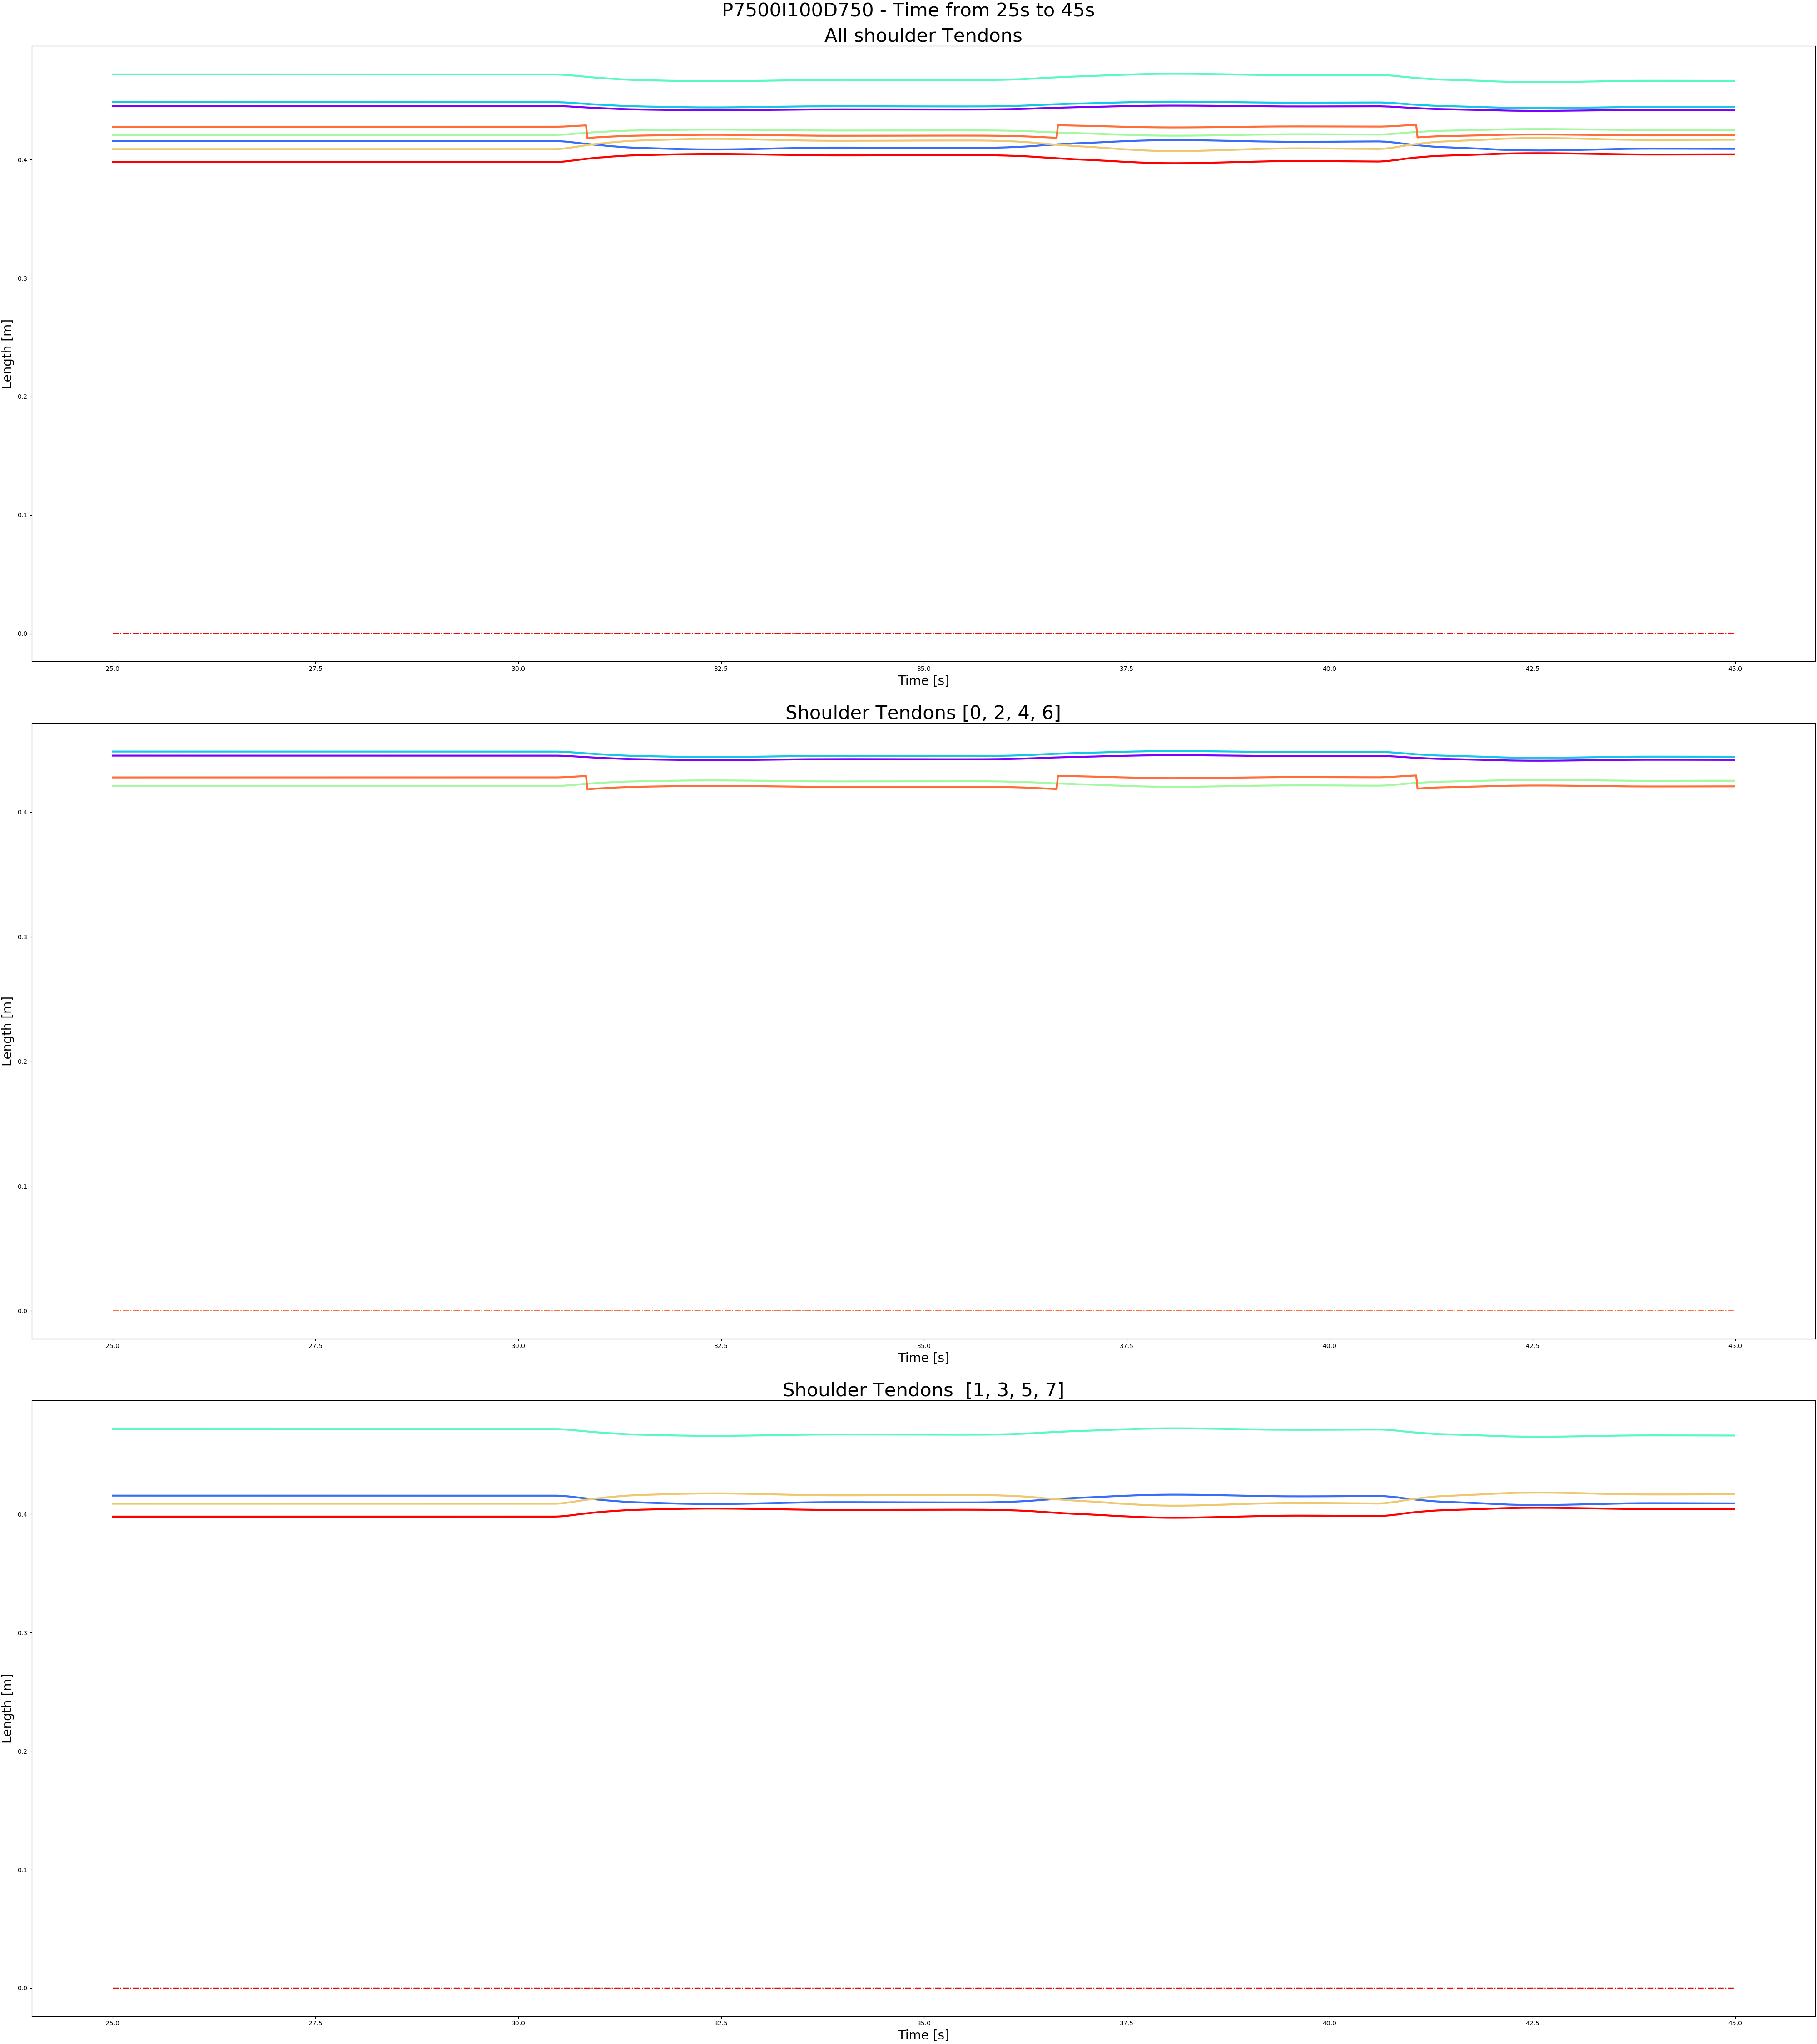 P7500I100D750 - Time from 25s to 45s
All shoulder Tendons
Length [m]
0.4
0.3
0.2
0.1
0.0
25.0 27.5 30.0 32.5 35.0 37.5 40.0 42.5 45.0
Time [s]
Shoulder Tendons [0, 2, 4, 6]
Length [m]
0.4
0.3
0.2
0.1
0.0
25.0 27.5 30.0 32.5 35.0 37.5 40.0 42.5 45.0
Time [s]
Shoulder Tendons  [1, 3, 5, 7]
Length [m]
0.4
0.3
0.2
0.1
0.0
25.0 27.5 30.0 32.5 35.0 37.5 40.0 42.5 45.0
Time [s]